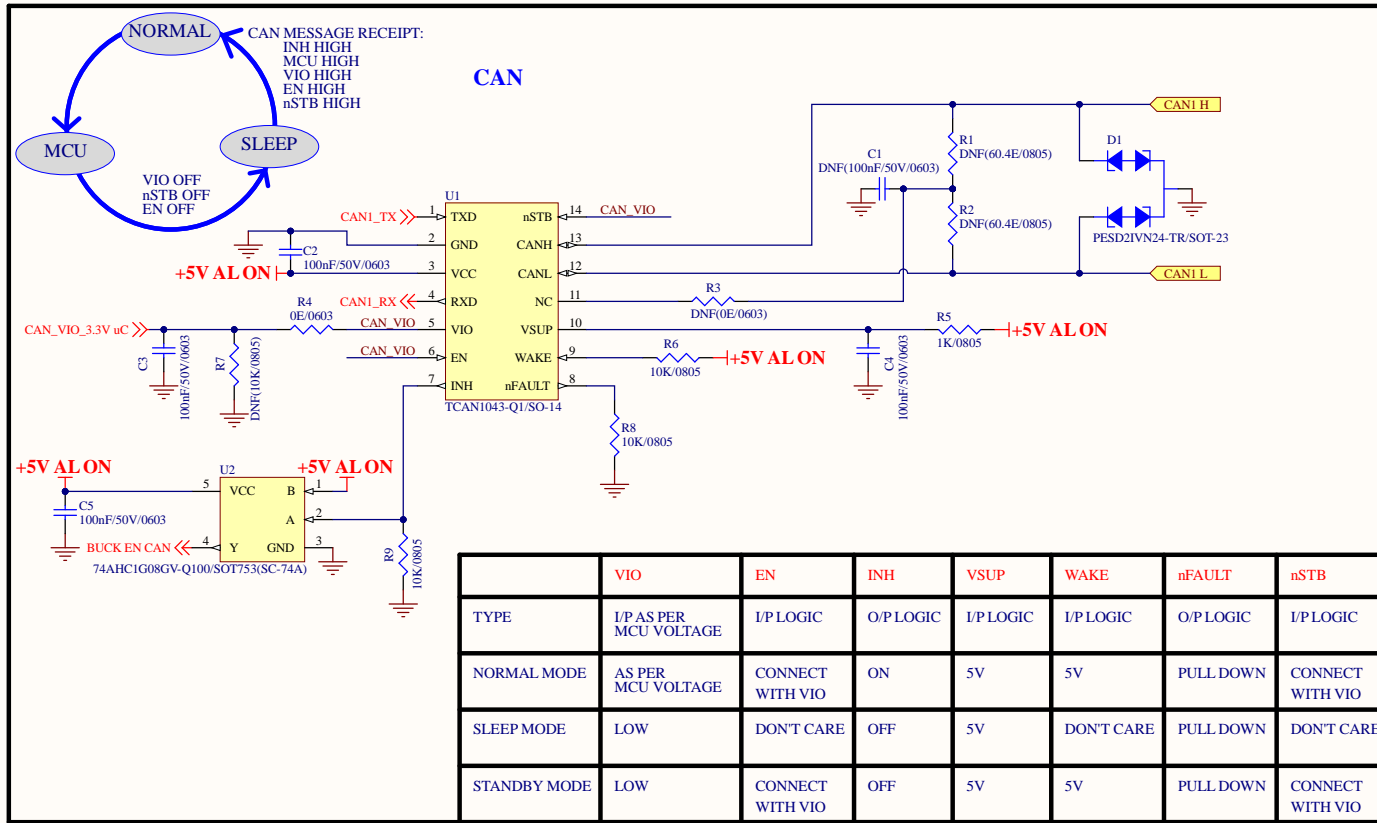 NORMAL
CAN MESSAGE RECEIPT:
INH HIGH
MCU HIGH
VIO HIGH
EN HIGH
nSTB HIGH
MCU
SLEEP
VIO OFF
nSTB OFF
EN OFF
CAN
CAN1 H
R1
DNF(60.4E/0805)
C1
DNF(100nF/50V/0603)
D1
R2
DNF(60.4E/0805)
PESD2IVN24-TR/SOT-23
CAN1 L
U1
CAN1_TX
1
TXD
nSTB
14
CAN_VIO
2
GND
CANH
13
C2
100nF/50V/0603
+5V AL ON
3
VCC
CANL
12
CAN1_RX
4
RXD
NC
11
R3
DNF(0E/0603)
CAN_VIO_3.3V uC
R4
0E/0603
CAN_VIO
5
VIO
VSUP
10
R5
1K/0805
+5V AL ON
C3
100nF/50V/0603
R7
DNF(10K/0805)
CAN_VIO
6
EN
WAKE
9
R6
10K/0805
+5V AL ON
C4
100nF/50V/0603
7
INH
nFAULT
8
TCAN1043-Q1/SO-14
R8
10K/0805
+5V AL ON
U2
+5V AL ON
5
VCC
B
1
C5
100nF/50V/0603
A
2
BUCK EN CAN
4
Y
GND
3
74AHC1G08GV-Q100/SOT753(SC-74A)
R9
10K/0805
VIO
EN
INH
VSUP
WAKE
nFAULT
nSTB
TYPE
I/P AS PER
MCU VOLTAGE
I/P LOGIC
O/P LOGIC
I/P LOGIC
I/P LOGIC
O/P LOGIC
I/P LOGIC
NORMAL MODE
AS PER
MCU VOLTAGE
CONNECT
WITH VIO
ON
5V
5V
PULL DOWN
CONNECT
WITH VIO
SLEEP MODE
LOW
DON'T CARE
OFF
5V
DON'T CARE
PULL DOWN
DON'T CARE
STANDBY MODE
LOW
CONNECT
WITH VIO
OFF
5V
5V
PULL DOWN
CONNECT
WITH VIO